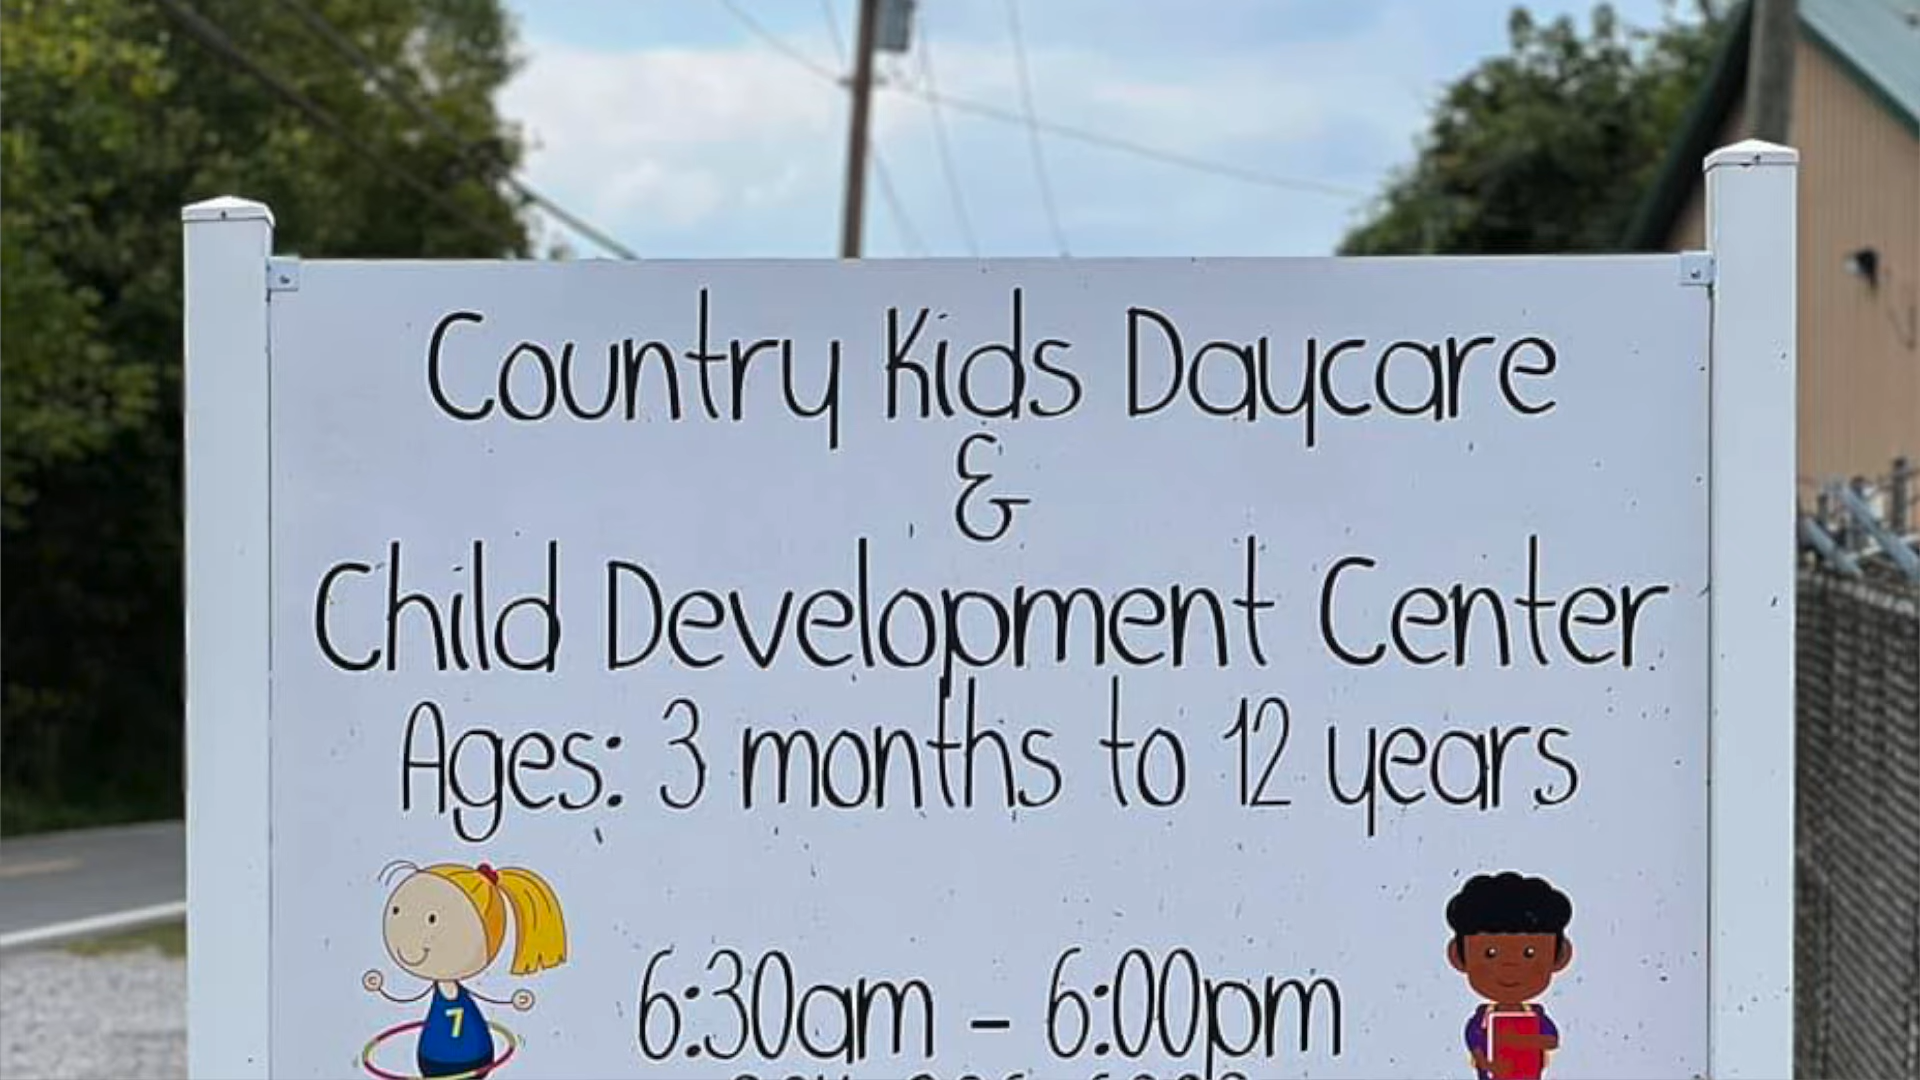 Country Kids Daycare
&
Child Development Center
Ages: 3 months to 12 years
7
6:30am - 6:00pm